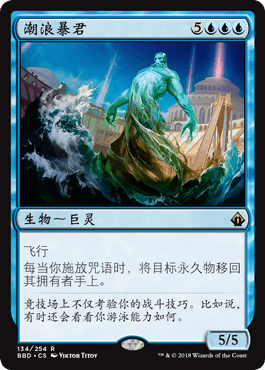 潮浪暴君 5
生物～巨灵
飞行
每当你施放咒语时，将目标永久物移回
其拥有者手上。
竞技场上不仅考验你的战斗技巧。比如说，
有时还会看看你游泳能力如何。
5/5
134/254 R
BBD • CS VIKTOR TITOV
™ & © 2018 Wizards of the Coast